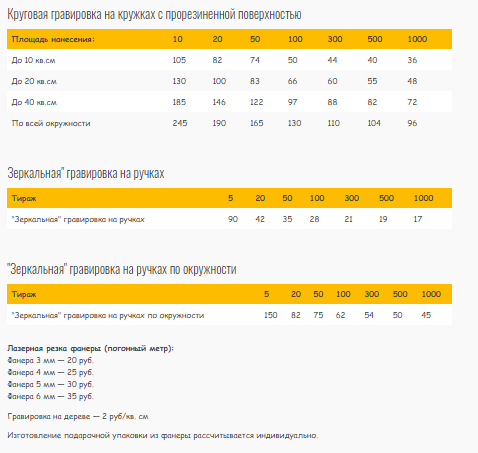 Круговая гравировка на кружках с прорезиненной поверхностью
Площадь нанесения: 10 20 50 100 300 500 1000
До 10 кв.см 105 82 74 50 44 40 36
До 20 кв.см 130 100 83 66 60 55 48
До 40 кв.см 185 146 122 97 88 82 72
По всей окружности 245 190 165 130 110 104 96
Зеркальная" гравировка на ручках
Тираж 5 20 50 100 300 500 1000
"Зеркальная" гравировка на ручках 90 42 35 28 21 19 17
"Зеркальная" гравировка на ручках по окружности
Тираж 5 20 50 100 300 500 1000
"Зеркальная" гравировка на ручках по окружности 150 82 75 62 54 50 45
Лазерная резка фанеры (погонный метр):
Фанера 3 мм — 20 руб.
Фанера 4 мм — 25 руб.
Фанера 5 мм — 30 руб.
Фанера 6 мм — 35 руб.
Гравировка на дереве — 2 руб/кв. см
Изготовление подарочной упаковки из фанеры рассчитывается индивидуально.